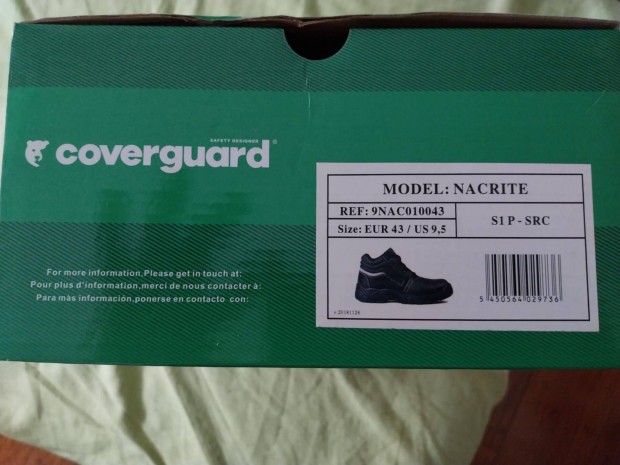 SAFETY DESIGNER
coverguard®
MODEL: NACRITE
REF: 9NAC010043
Size: EUR 43 / US 9,5
S1 P - SRC
For more information,Please get in touch at:
Pour plus d'information,merci de nous contacter à:
Para màs información,ponerse en contacto con:
5 450564 029736